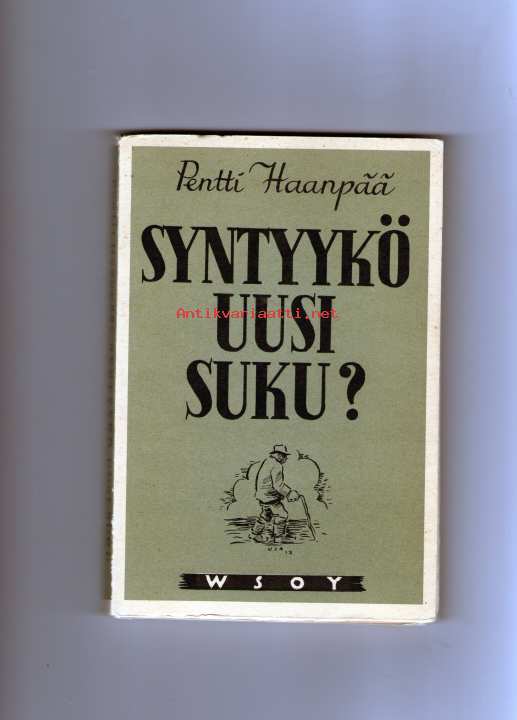 Pentti Haanpää
SYNTYYKÖ
UUSI
Antikvariaatti.net
SUKU?
WSOY